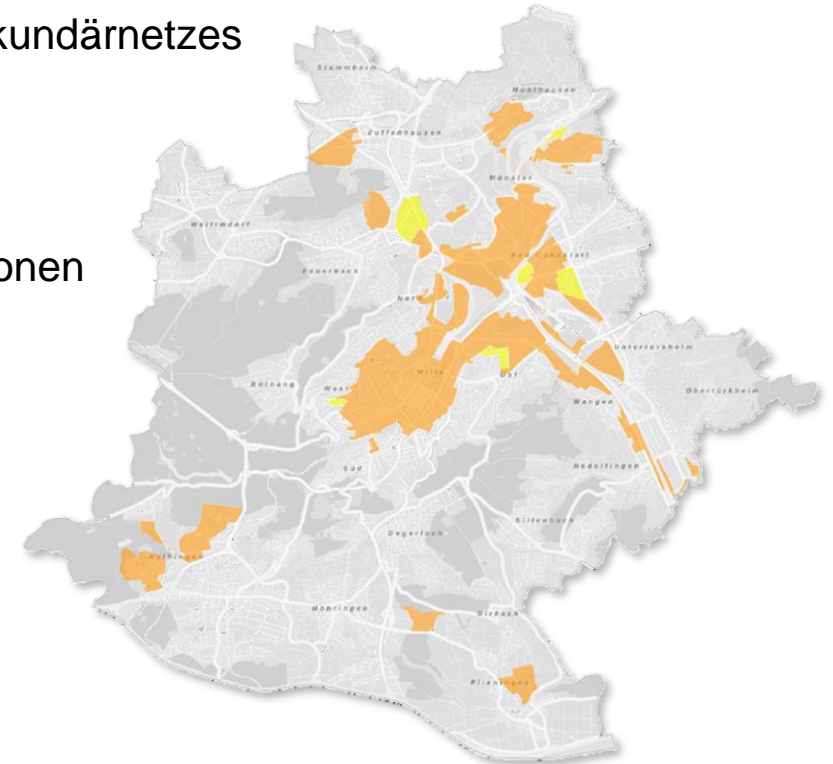 kundärnetzes
onen
Stammheim
Mühlhausen
Zuffenhausen
Münster
Weilimdorf
Bad Cannstatt
Feuerbach
Nord
Untertürkheim
Botnang
West
Mitte
Ost
Obertürkheim
Wangen
Süd
Hedelfingen
Sillenbuch
Degerloch
Vaihingen
Möhringen
Birkach
Plieningen